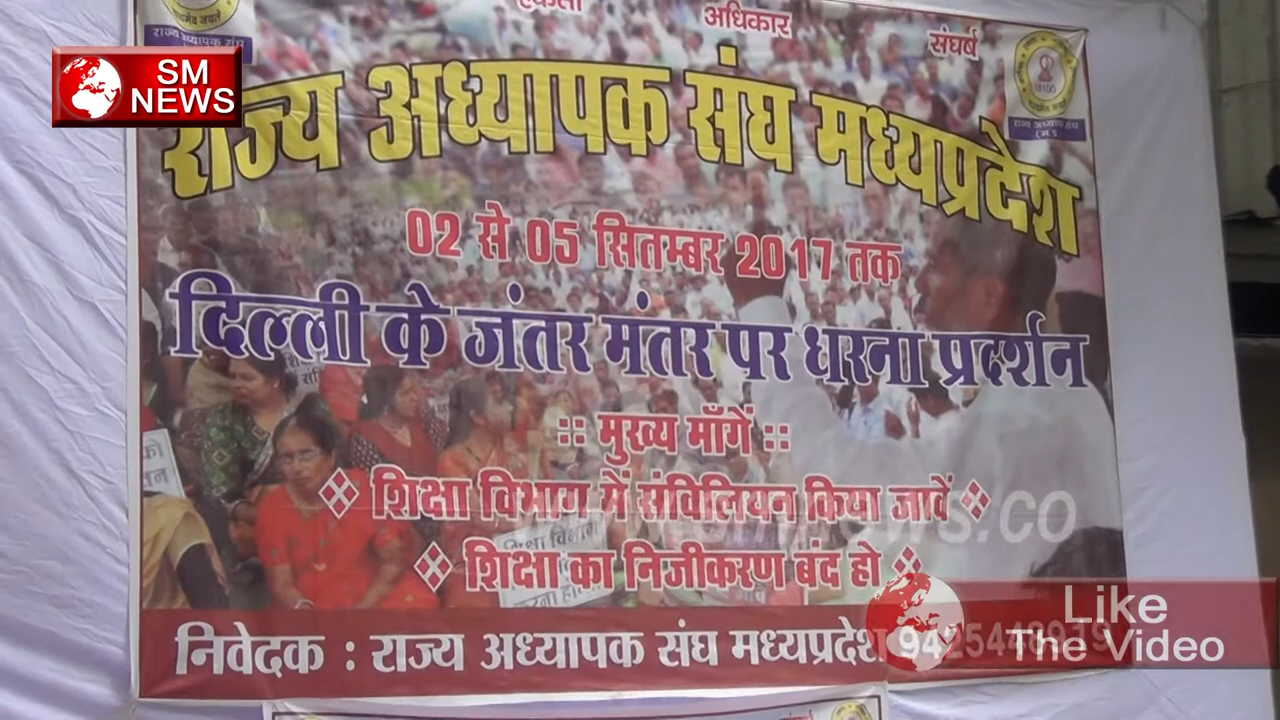 एकता अधिकार संघर्ष
SM
NEWS
राज्य अध्यापक संघ मध्यप्रदेश
02 से 05 सितम्बर 2017 तक
दिल्ली के जंतर मंतर पर धरना प्रदर्शन
:: मुख्य माँगें ::
शिक्षा विभाग में संविलियन किया जावें
शिक्षा का निजीकरण बंद हो
निवेदक : राज्य अध्यापक संघ मध्यप्रदेश
Like
The Video